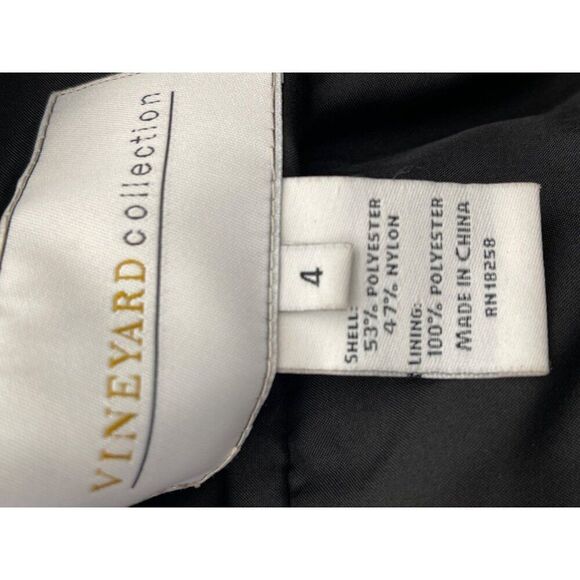 VINEYARD collection
4
SHELL:
53% POLYESTER
47% NYLON
LINING:
100% POLYESTER
MADE IN CHINA
RN18258